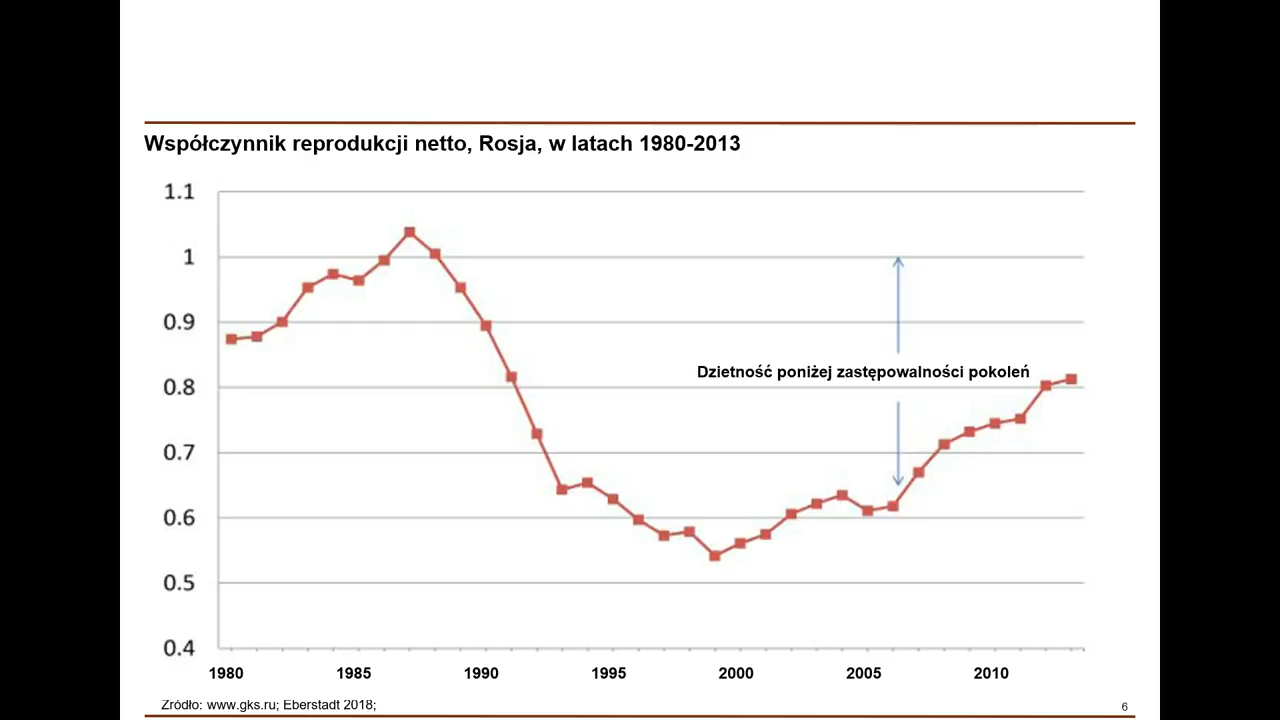 Współczynnik reprodukcji netto, Rosja, w latach 1980-2013
1.1
1
0.9
Dzietność poniżej zastępowalności pokoleń
0.8
0.7
0.6
0.5
0.4
1980 1985 1990 1995 2000 2005 2010
Zródło: www.gks.ru; Eberstadt 2018;
6